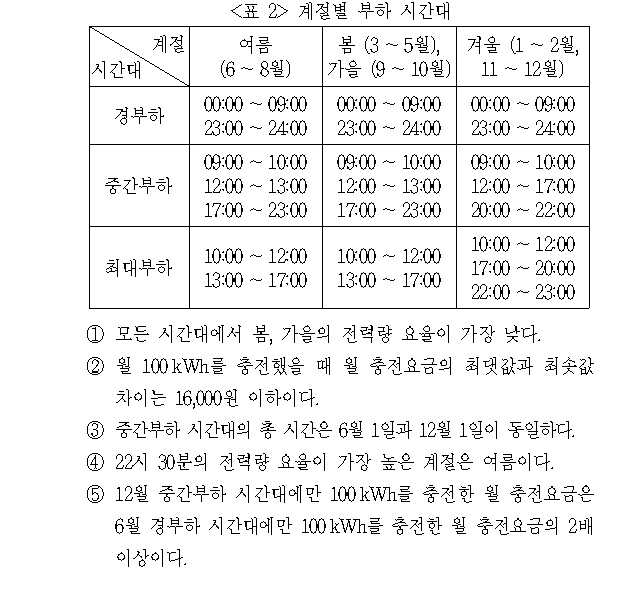 <표 2> 계절별 부하 시간대
계절
시간대
여름
(6 ~ 8월)
봄 (3 ~ 5월),
가을 (9 ~ 10월)
겨울 (1 ~ 2월,
11 ~ 12월)
경부하
00:00 ~ 09:00
23:00 ~ 24:00
00:00 ~ 09:00
23:00 ~ 24:00
00:00 ~ 09:00
23:00 ~ 24:00
중간부하
09:00 ~ 10:00
12:00 ~ 13:00
17:00 ~ 23:00
09:00 ~ 10:00
12:00 ~ 13:00
17:00 ~ 23:00
09:00 ~ 10:00
12:00 ~ 17:00
20:00 ~ 22:00
최대부하
10:00 ~ 12:00
13:00 ~ 17:00
10:00 ~ 12:00
13:00 ~ 17:00
10:00 ~ 12:00
17:00 ~ 20:00
22:00 ~ 23:00
① 모든 시간대에서 봄, 가을의 전력량 요율이 가장 낮다.
② 월 100 kWh를 충전했을 때 월 충전요금의 최댓값과 최솟값
차이는 16,000원 이하이다.
③ 중간부하 시간대의 총 시간은 6월 1일과 12월 1일이 동일하다.
④ 22시 30분의 전력량 요율이 가장 높은 계절은 여름이다.
⑤ 12월 중간부하 시간대에만 100 kWh를 충전한 월 충전요금은
6월 경부하 시간대에만 100 kWh를 충전한 월 충전요금의 2배
이상이다.